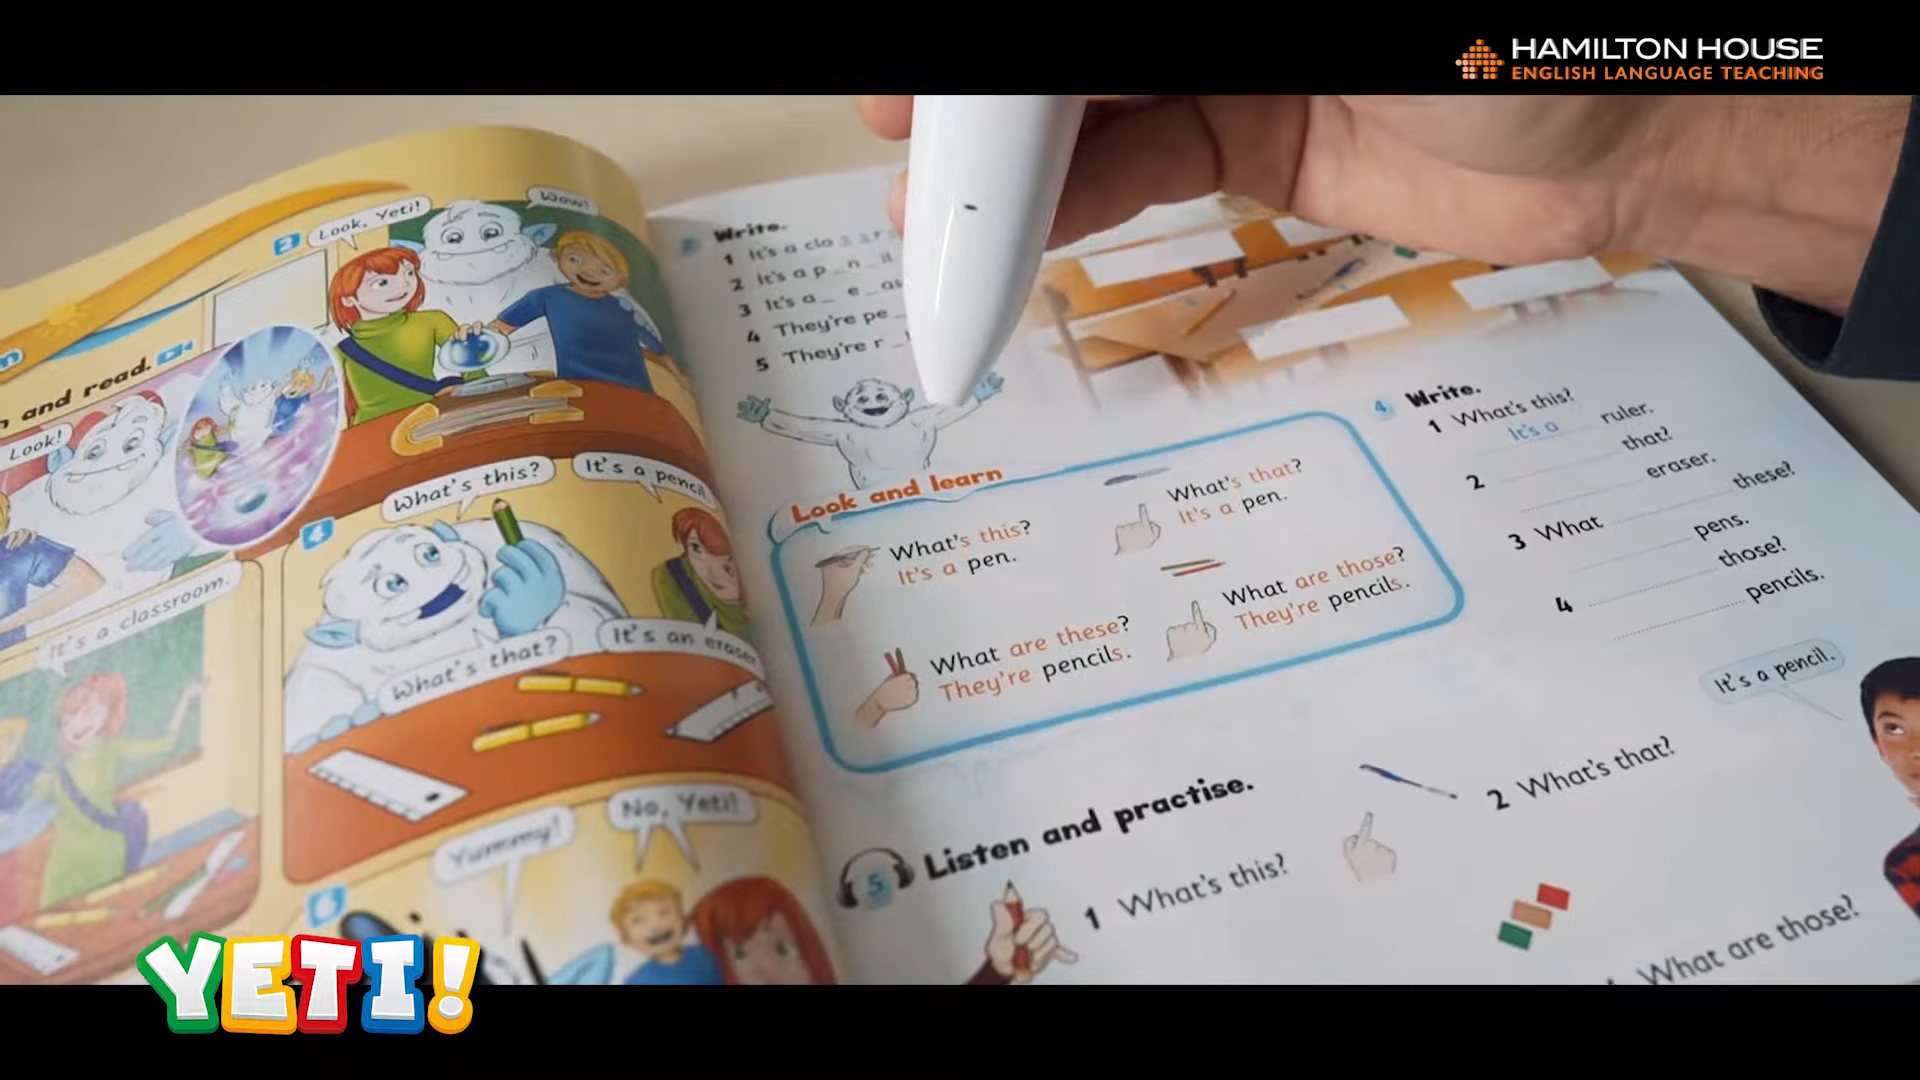 HAMILTON HOUSE
ENGLISH LANGUAGE TEACHING
and read.
Look!
2 Look, Yeti!
Wow!
It's a classroom.
4
What's this?
It's a pencil
What's that?
It's an eraser
Yummy!
No, Yeti!
Write.
1 It's a cla s s r
2 It's a p _ n _ il
3 It's a _ e _ as
4 They're pe _
5 They're r _
Look and learn
What's this?
It's a pen.
What's that?
It's a pen.
What are these?
They're pencils.
What are those?
They're pencils.
4 Write.
1 What's this?
It's a ruler.
2 that?
eraser.
3 What these?
pens.
4 those?
pencils.
5 Listen and practise.
1 What's this?
2 What's that?
It's a pencil.
What are those?
YETI!